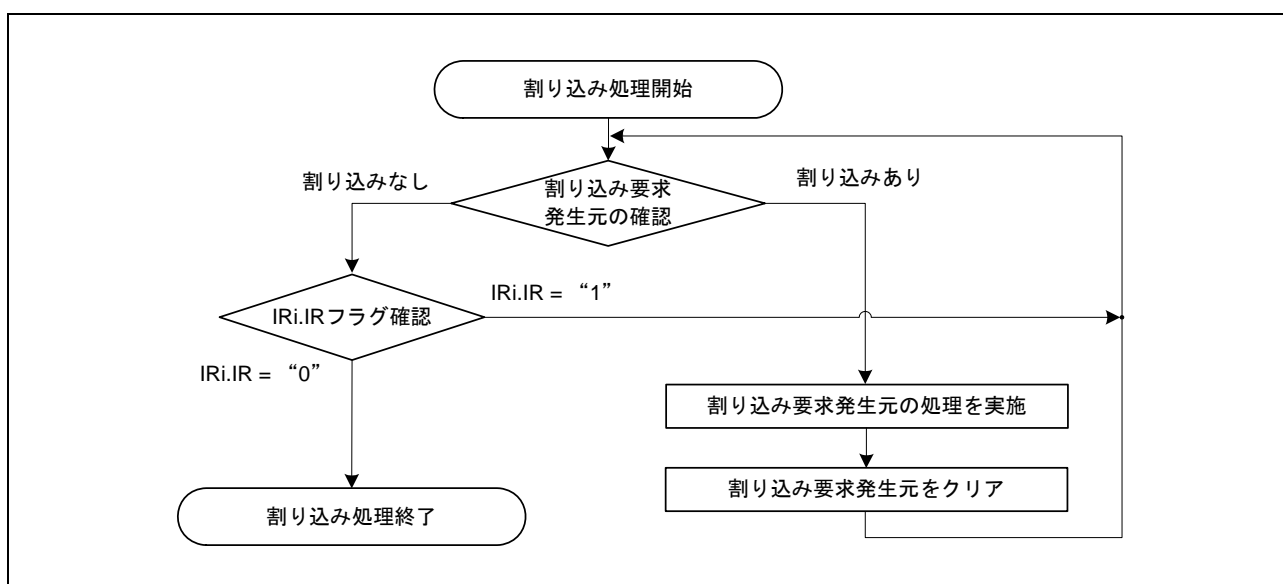 割り込み処理開始
割り込みなし
割り込みあり
割り込み要求
発生元の確認
IRi.IR = “1”
IRi.IRフラグ確認
IRi.IR = “0”
割り込み要求発生元の処理を実施
割り込み要求発生元をクリア
割り込み処理終了